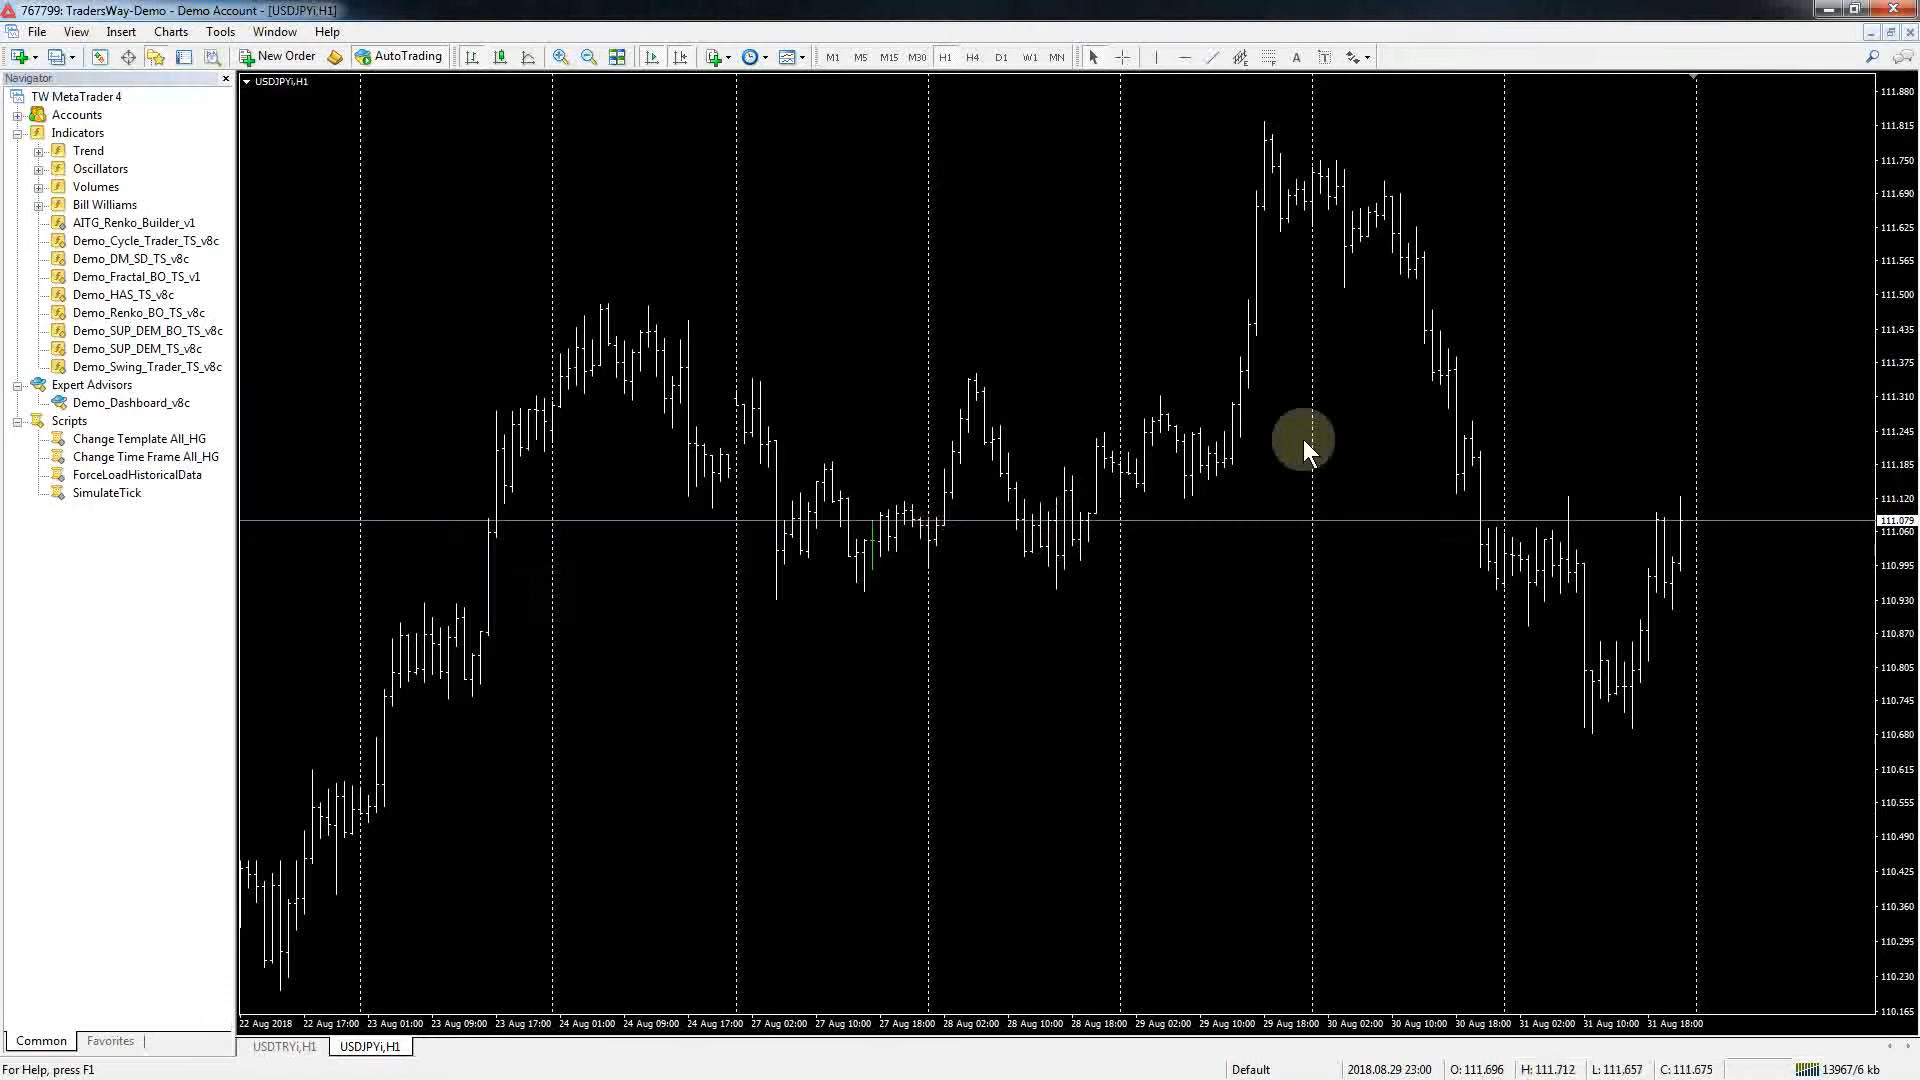 767799: TradersWay-Demo - Demo Account - [USDJPYi,H1]
File View Insert Charts Tools Window Help
New Order AutoTrading M1 M5 M15 M30 H1 H4 D1 W1 MN A T
Navigator
TW MetaTrader 4
Accounts
Indicators
Trend
Oscillators
Volumes
Bill Williams
AITG_Renko_Builder_v1
Demo_Cycle_Trader_TS_v8c
Demo_DM_SD_TS_v8c
Demo_Fractal_BO_TS_v1
Demo_HAS_TS_v8c
Demo_Renko_BO_TS_v8c
Demo_SUP_DEM_BO_TS_v8c
Demo_SUP_DEM_TS_v8c
Demo_Swing_Trader_TS_v8c
Expert Advisors
Demo_Dashboard_v8c
Scripts
Change Template All_HG
Change Time Frame All_HG
ForceLoadHistoricalData
SimulateTick
Common Favorites
USDJPYi,H1
111.880
111.815
111.750
111.690
111.625
111.565
111.500
111.435
111.375
111.310
111.245
111.185
111.120
111.079
111.060
110.995
110.930
110.870
110.805
110.745
110.680
110.615
110.555
110.490
110.425
110.360
110.295
110.230
110.165
22 Aug 2018 22 Aug 17:00 23 Aug 01:00 23 Aug 09:00 23 Aug 17:00 24 Aug 01:00 24 Aug 09:00 24 Aug 17:00 27 Aug 02:00 27 Aug 10:00 27 Aug 18:00 28 Aug 02:00 28 Aug 10:00 28 Aug 18:00 29 Aug 02:00 29 Aug 10:00 29 Aug 18:00 30 Aug 02:00 30 Aug 10:00 30 Aug 18:00 31 Aug 02:00 31 Aug 10:00 31 Aug 18:00
USDTRYi,H1 USDJPYi,H1
For Help, press F1 Default 2018.08.29 23:00 O: 111.696 H: 111.712 L: 111.657 C: 111.675 13967/6 kb